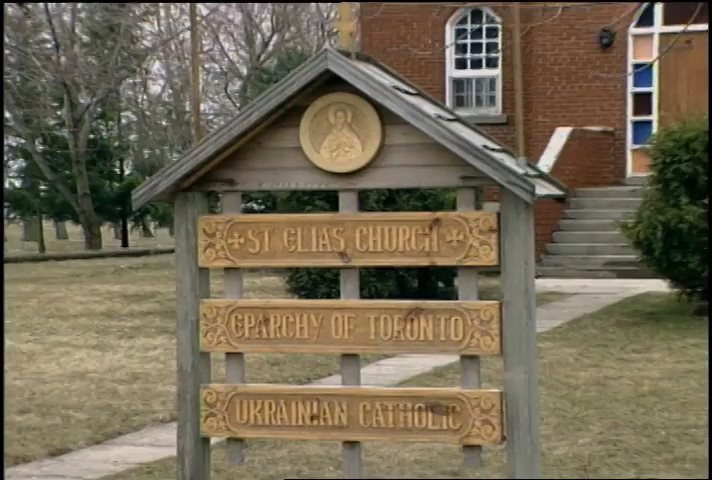 ST ELIAS CHURCH
EPARCHY OF TORONTO
UKRAINIAN CATHOLIC